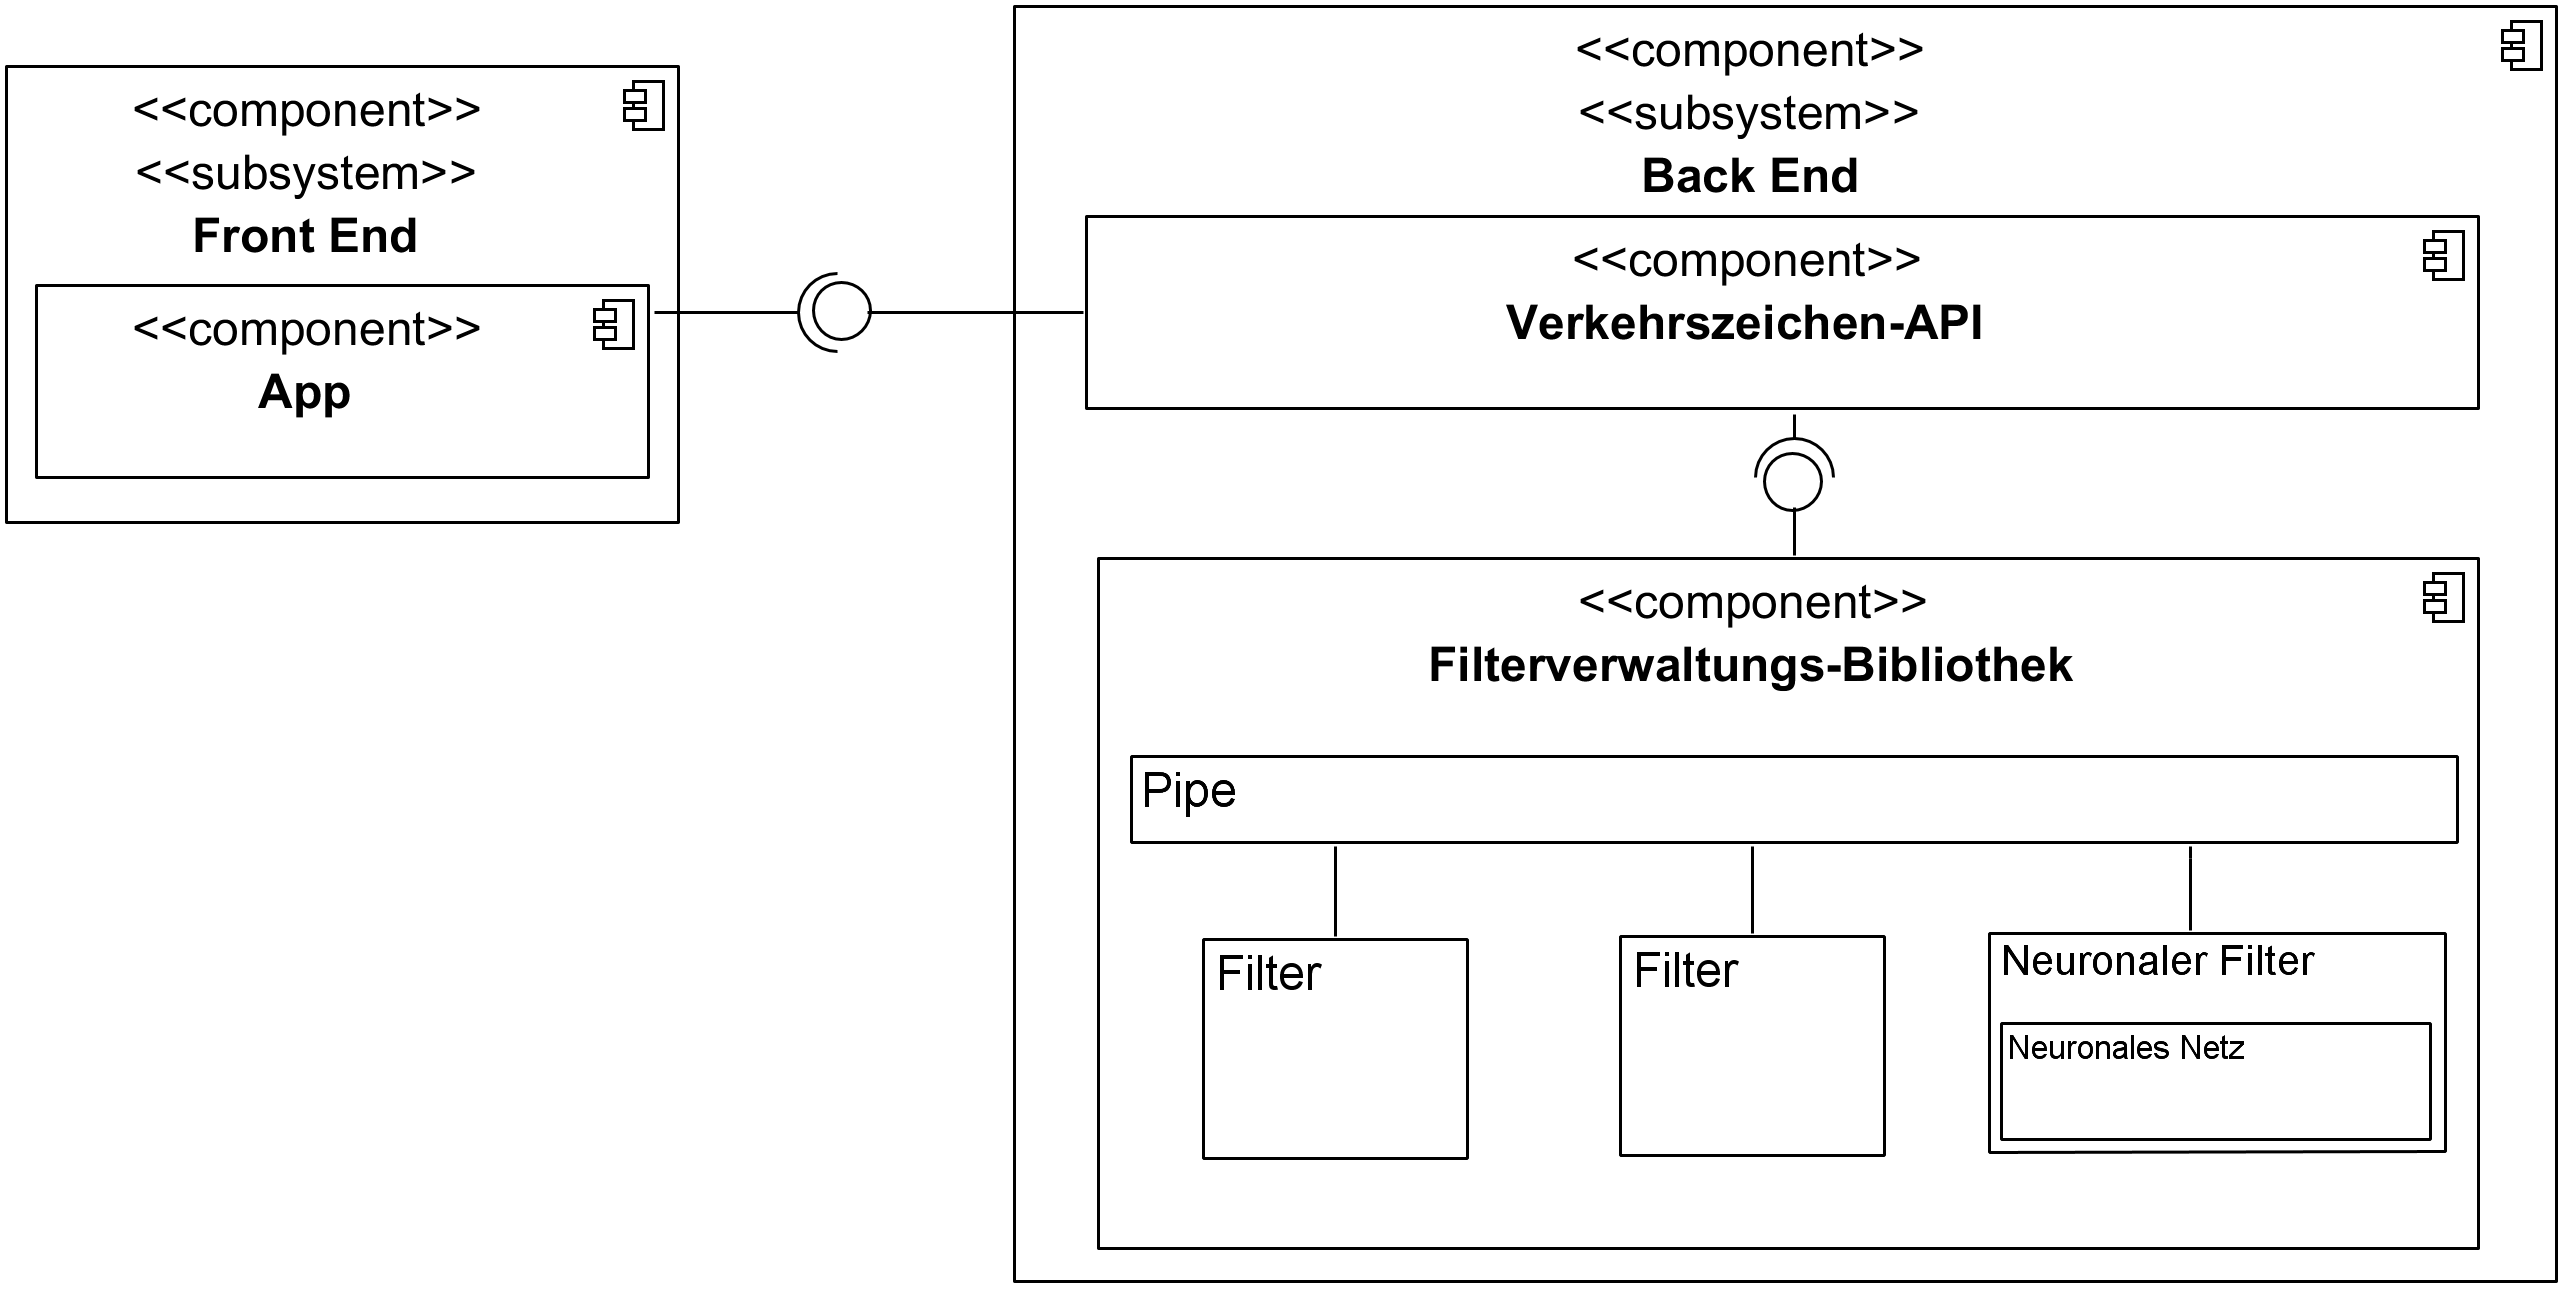 <<component>>
<<subsystem>>
Front End
<<component>>
App
<<component>>
<<subsystem>>
Back End
<<component>>
Verkehrszeichen-API
<<component>>
Filterverwaltungs-Bibliothek
Pipe
Filter
Filter
Neuronaler Filter
Neuronales Netz